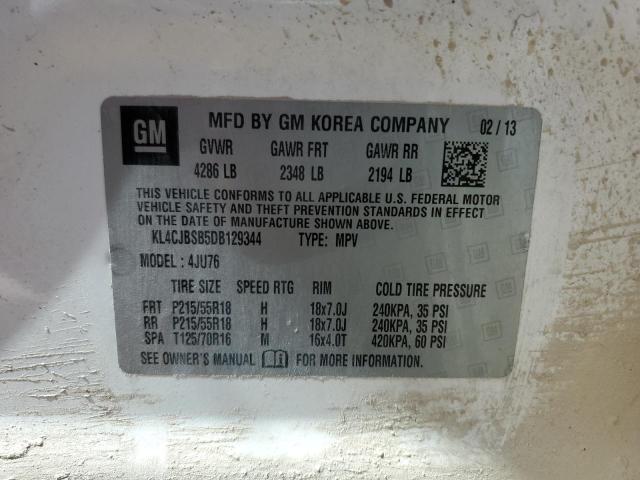 GM
MFD BY GM KOREA COMPANY 02/13
GVWR GAWR FRT GAWR RR
4286 LB 2348 LB 2194 LB
THIS VEHICLE CONFORMS TO ALL APPLICABLE U.S. FEDERAL MOTOR
VEHICLE SAFETY AND THEFT PREVENTION STANDARDS IN EFFECT
ON THE DATE OF MANUFACTURE SHOWN ABOVE.
KL4CJBSB5DB129344 TYPE: MPV
MODEL: 4JU76
TIRE SIZE SPEED RTG RIM COLD TIRE PRESSURE
FRT P215/55R18 H 18x7.0J 240KPA, 35 PSI
RR P215/55R18 H 18x7.0J 240KPA, 35 PSI
SPA T125/70R16 M 16x4.0T 420KPA, 60 PSI
SEE OWNER'S MANUAL FOR MORE INFORMATION.